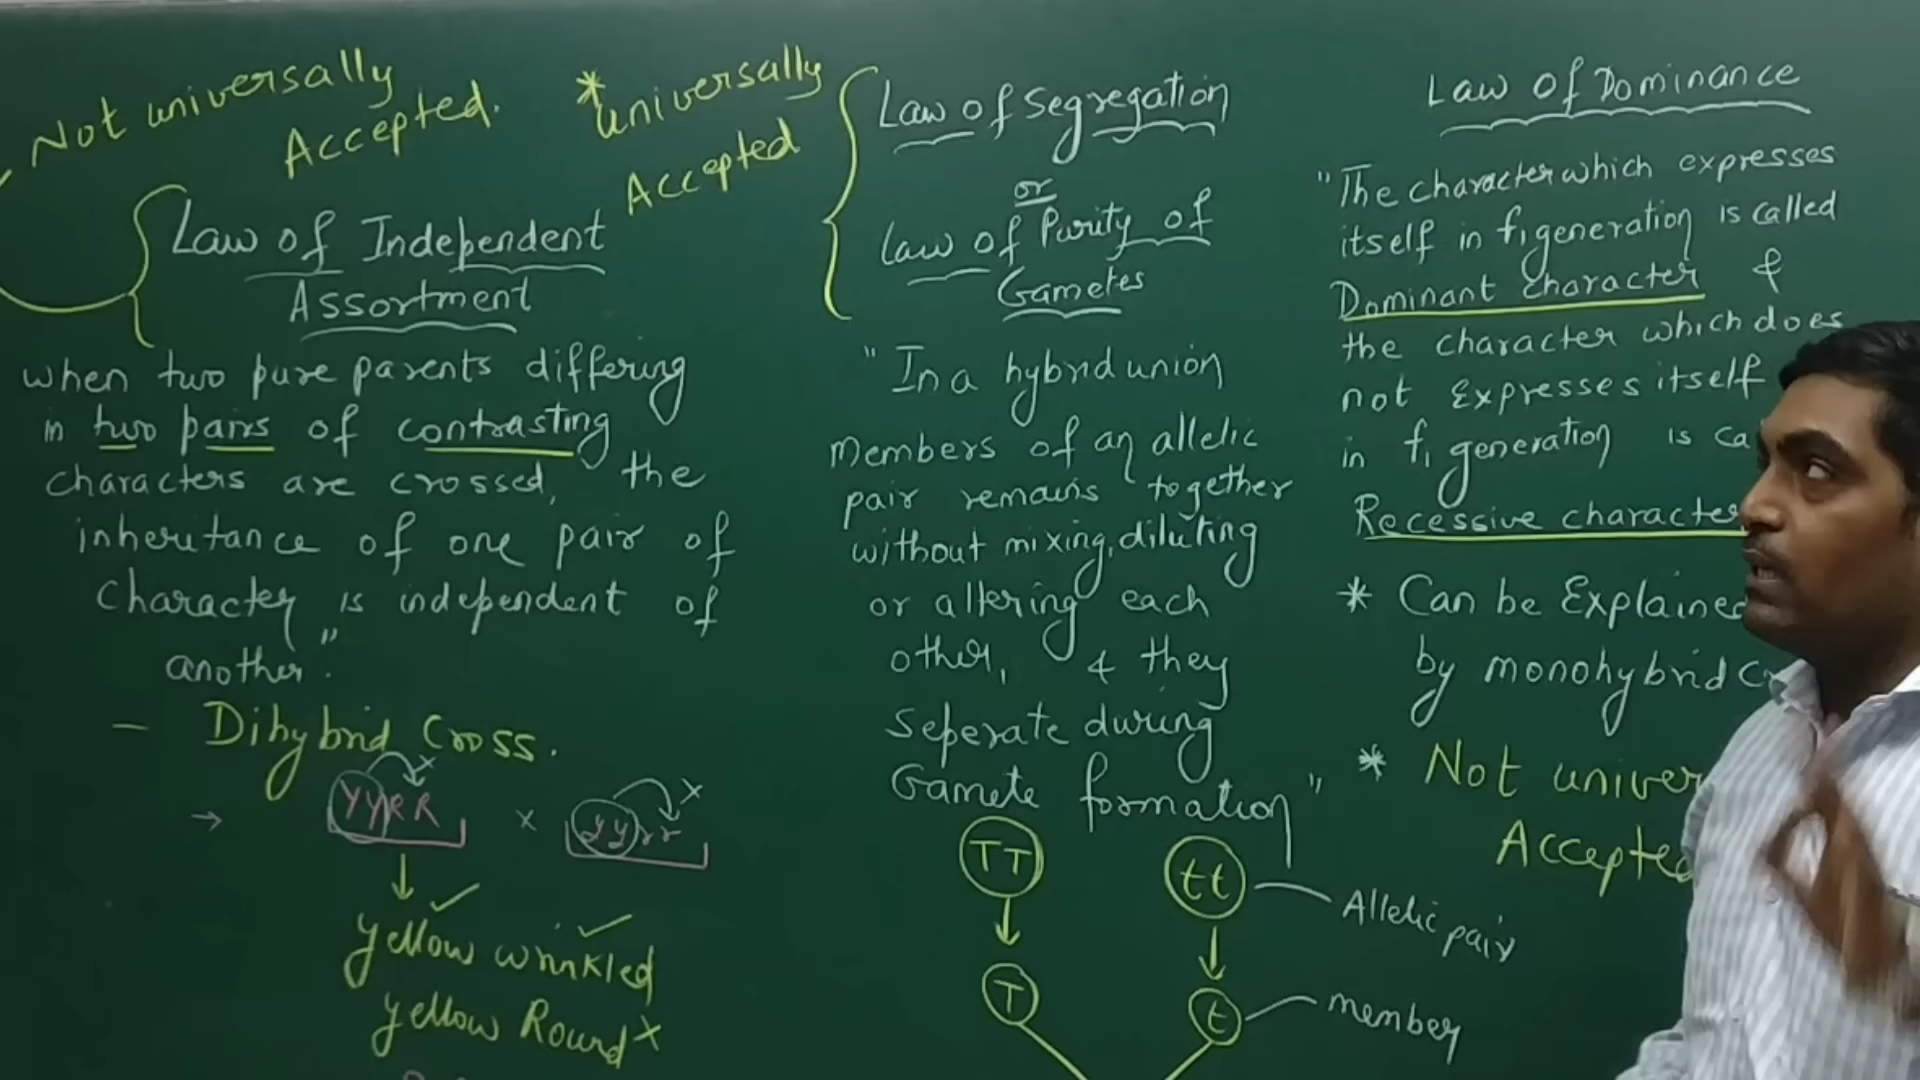 Not universally
Accepted.
Law of Independent
Assortment
when two pure parents differing
in two pairs of contrasting
characters are crossed, the
inheritance of one pair of
character is independent of
another."
- Dihybrid Cross.
→ YYRR × yyrr
yellow wrinkled
yellow Round ×
* universally
Accepted
Law of Segregation
or
Law of Purity of
Gametes
"In a hybrid union
members of an allelic
pair remains together
without mixing, diluting
or altering each
other, & they
Seperate during
Gamete formation"
TT tt
Allelic pair
T t
member
Law of Dominance
"The character which expresses
itself in f1 generation is called
Dominant character &
the character which does
not Expresses itself
in f1 generation is ca
Recessive character
* Can be Explained
by monohybrid C
* Not univer
Accepted